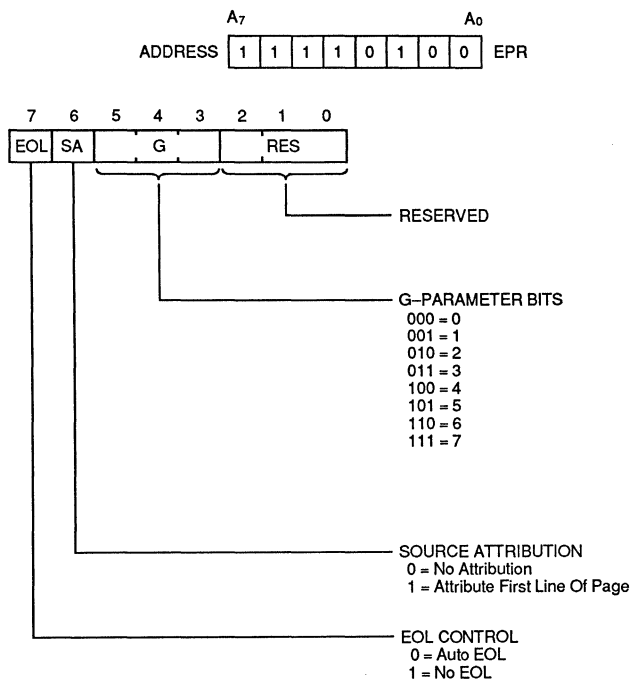 A7 A0
ADDRESS 1 1 1 1 0 1 0 0 EPR
7 6 5 4 3 2 1 0
EOL SA G RES
RESERVED
G–PARAMETER BITS
000 = 0
001 = 1
010 = 2
011 = 3
100 = 4
101 = 5
110 = 6
111 = 7
SOURCE ATTRIBUTION
0 = No Attribution
1 = Attribute First Line Of Page
EOL CONTROL
0 = Auto EOL
1 = No EOL